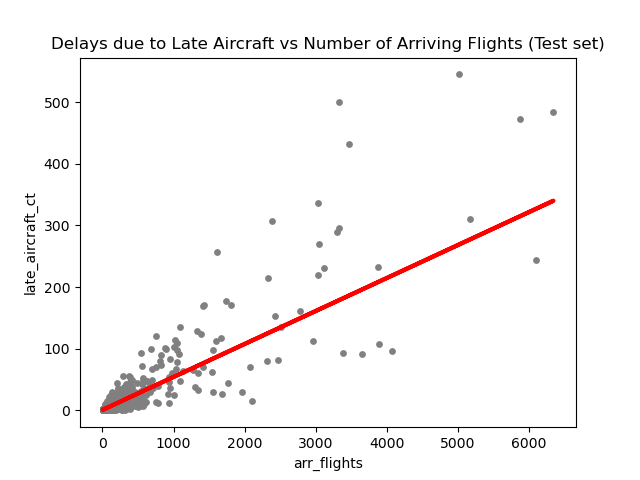 Delays due to Late Aircraft vs Number of Arriving Flights (Test set)
500
400
300
200
100
0
late_aircraft_ct
0 1000 2000 3000 4000 5000 6000
arr_flights